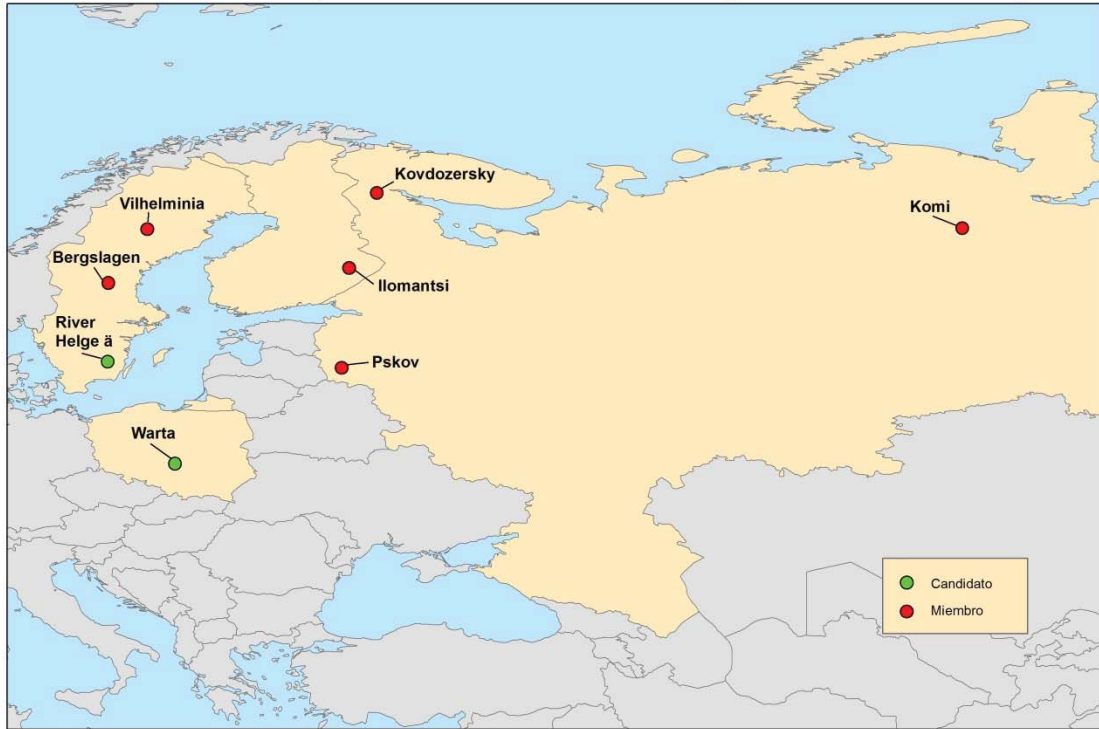 Kovdozersky
Vilhelminia
Komi
Bergslagen
Ilomantsi
River
Helge ä
Pskov
Warta
Candidato
Miembro